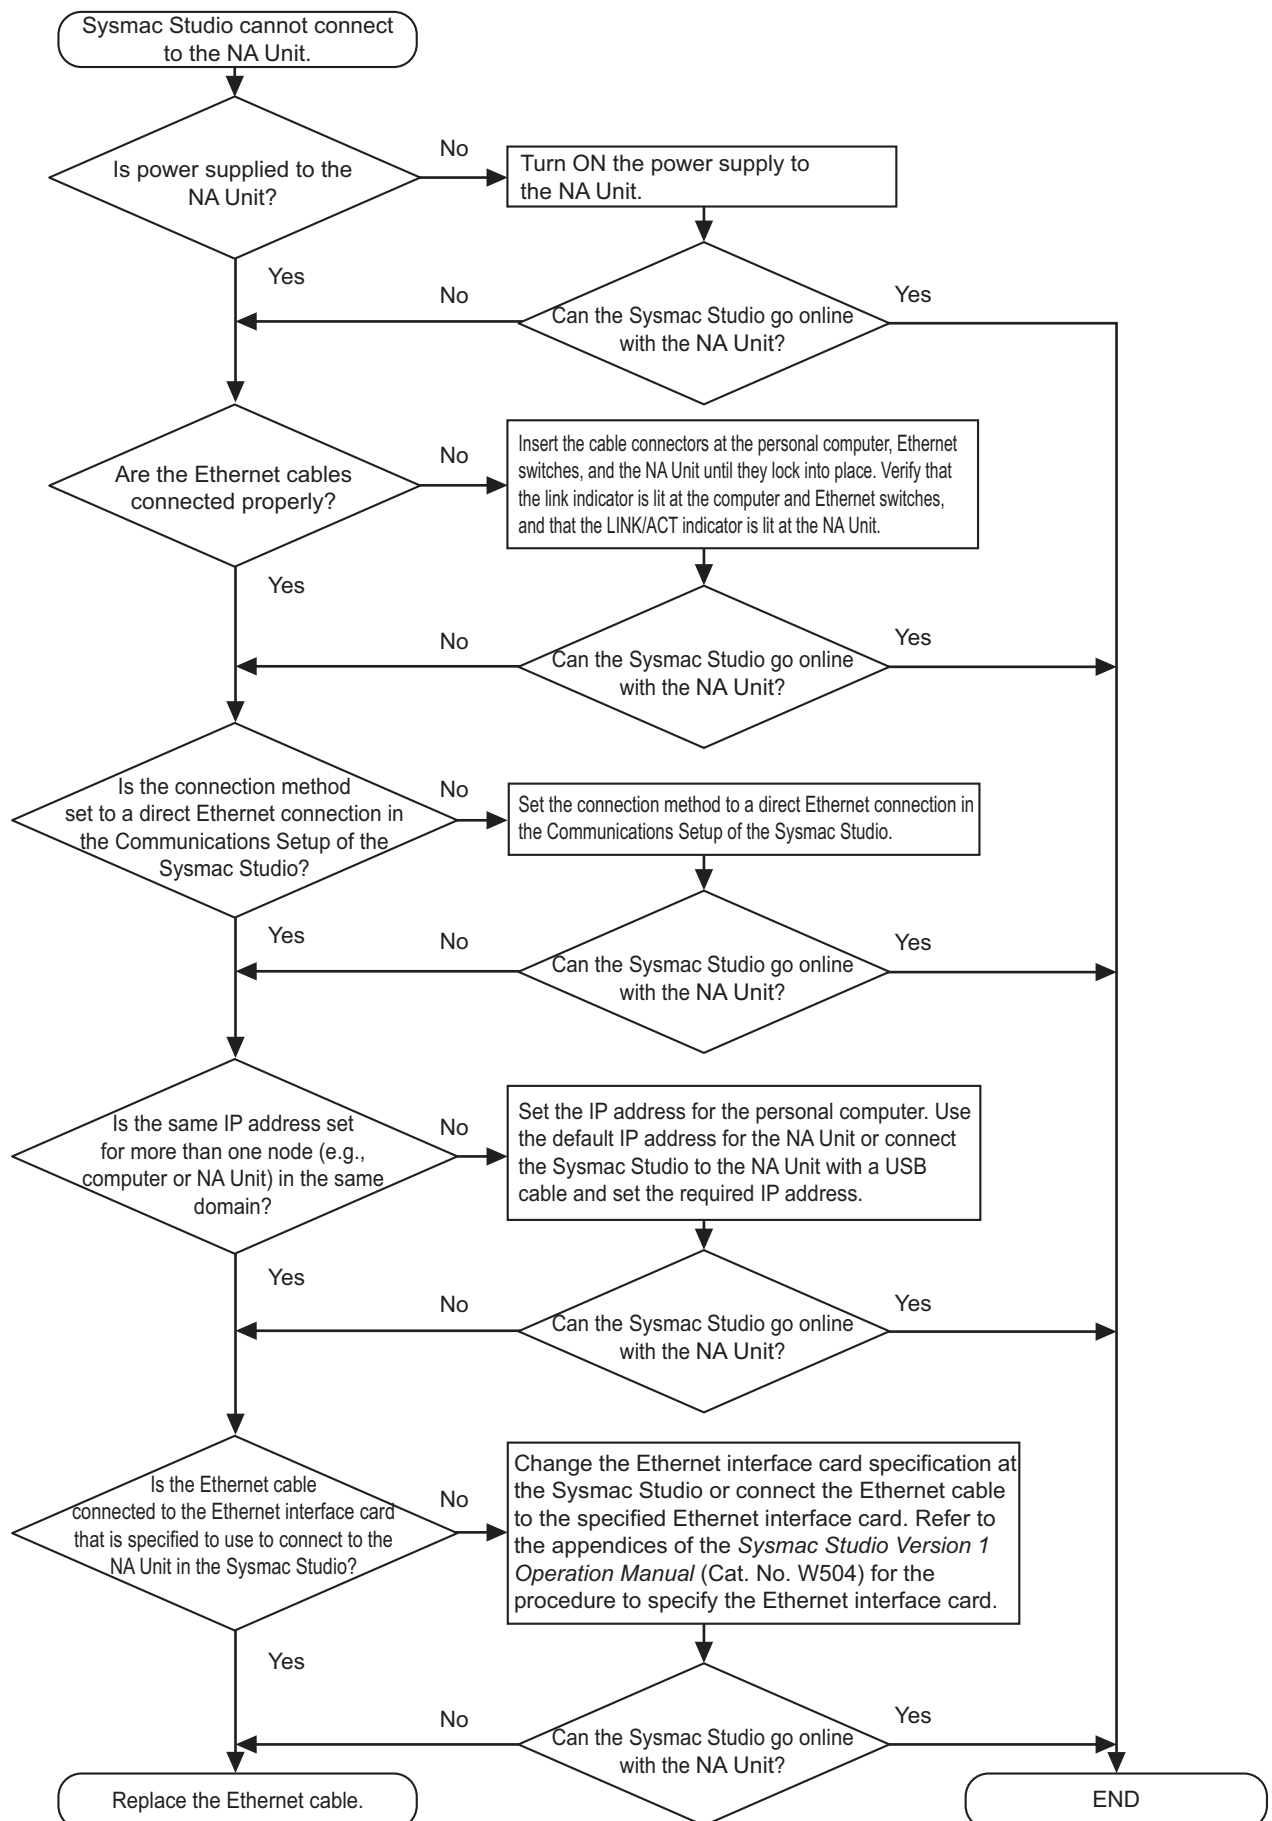 Sysmac Studio cannot connect
to the NA Unit.
Is power supplied to the
NA Unit?
No
Turn ON the power supply to
the NA Unit.
Yes
No
Can the Sysmac Studio go online
with the NA Unit?
Yes
Are the Ethernet cables
connected properly?
No
Insert the cable connectors at the personal computer, Ethernet
switches, and the NA Unit until they lock into place. Verify that
the link indicator is lit at the computer and Ethernet switches,
and that the LINK/ACT indicator is lit at the NA Unit.
Yes
No
Can the Sysmac Studio go online
with the NA Unit?
Yes
Is the connection method
set to a direct Ethernet connection in
the Communications Setup of the
Sysmac Studio?
No
Set the connection method to a direct Ethernet connection in
the Communications Setup of the Sysmac Studio.
Yes
No
Can the Sysmac Studio go online
with the NA Unit?
Yes
Is the same IP address set
for more than one node (e.g.,
computer or NA Unit) in the same
domain?
No
Set the IP address for the personal computer. Use
the default IP address for the NA Unit or connect
the Sysmac Studio to the NA Unit with a USB
cable and set the required IP address.
Yes
No
Can the Sysmac Studio go online
with the NA Unit?
Yes
Is the Ethernet cable
connected to the Ethernet interface card
that is specified to use to connect to the
NA Unit in the Sysmac Studio?
No
Change the Ethernet interface card specification at
the Sysmac Studio or connect the Ethernet cable
to the specified Ethernet interface card. Refer to
the appendices of the Sysmac Studio Version 1
Operation Manual (Cat. No. W504) for the
procedure to specify the Ethernet interface card.
Yes
No
Can the Sysmac Studio go online
with the NA Unit?
Yes
Replace the Ethernet cable.
END